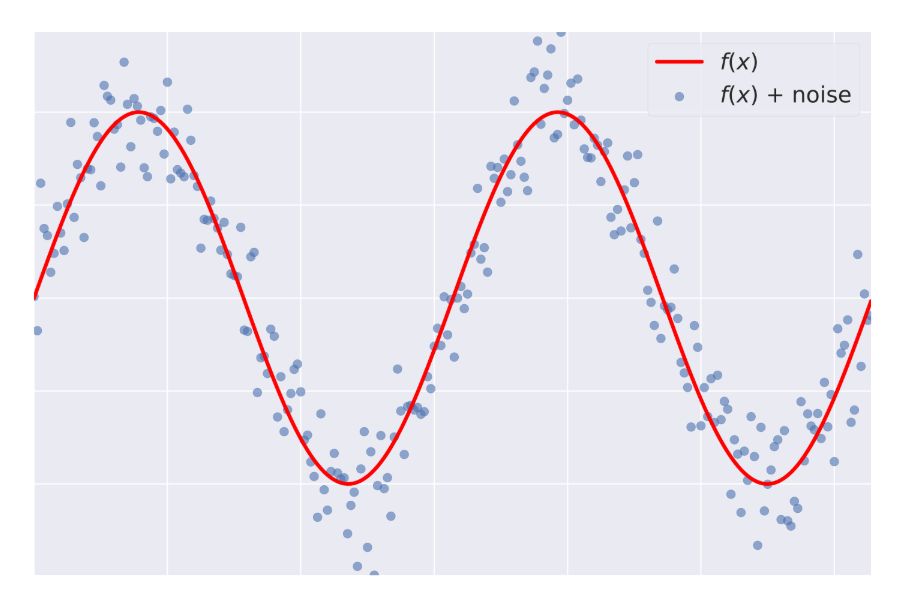 f(x)
f(x) + noise